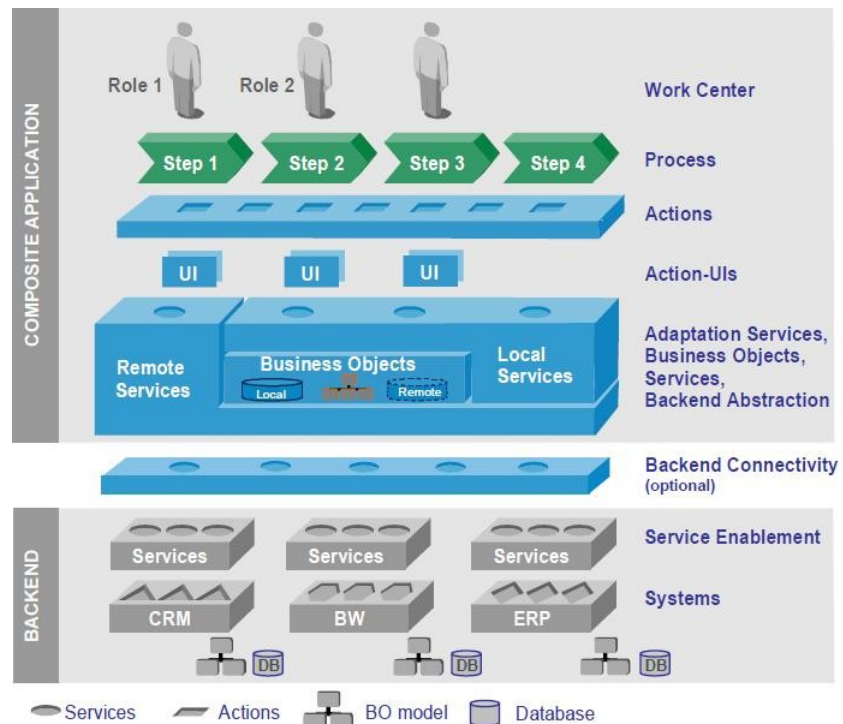 COMPOSITE APPLICATION
Role 1
Role 2
Work Center
Step 1
Step 2
Step 3
Step 4
Process
Actions
UI
UI
UI
Action-UIs
Remote
Services
Business Objects
Local
Remote
Local
Services
Adaptation Services,
Business Objects,
Services,
Backend Abstraction
Backend Connectivity
(optional)
BACKEND
Services
Services
Services
Service Enablement
CRM
BW
ERP
Systems
DB
DB
DB
Services
Actions
BO model
Database